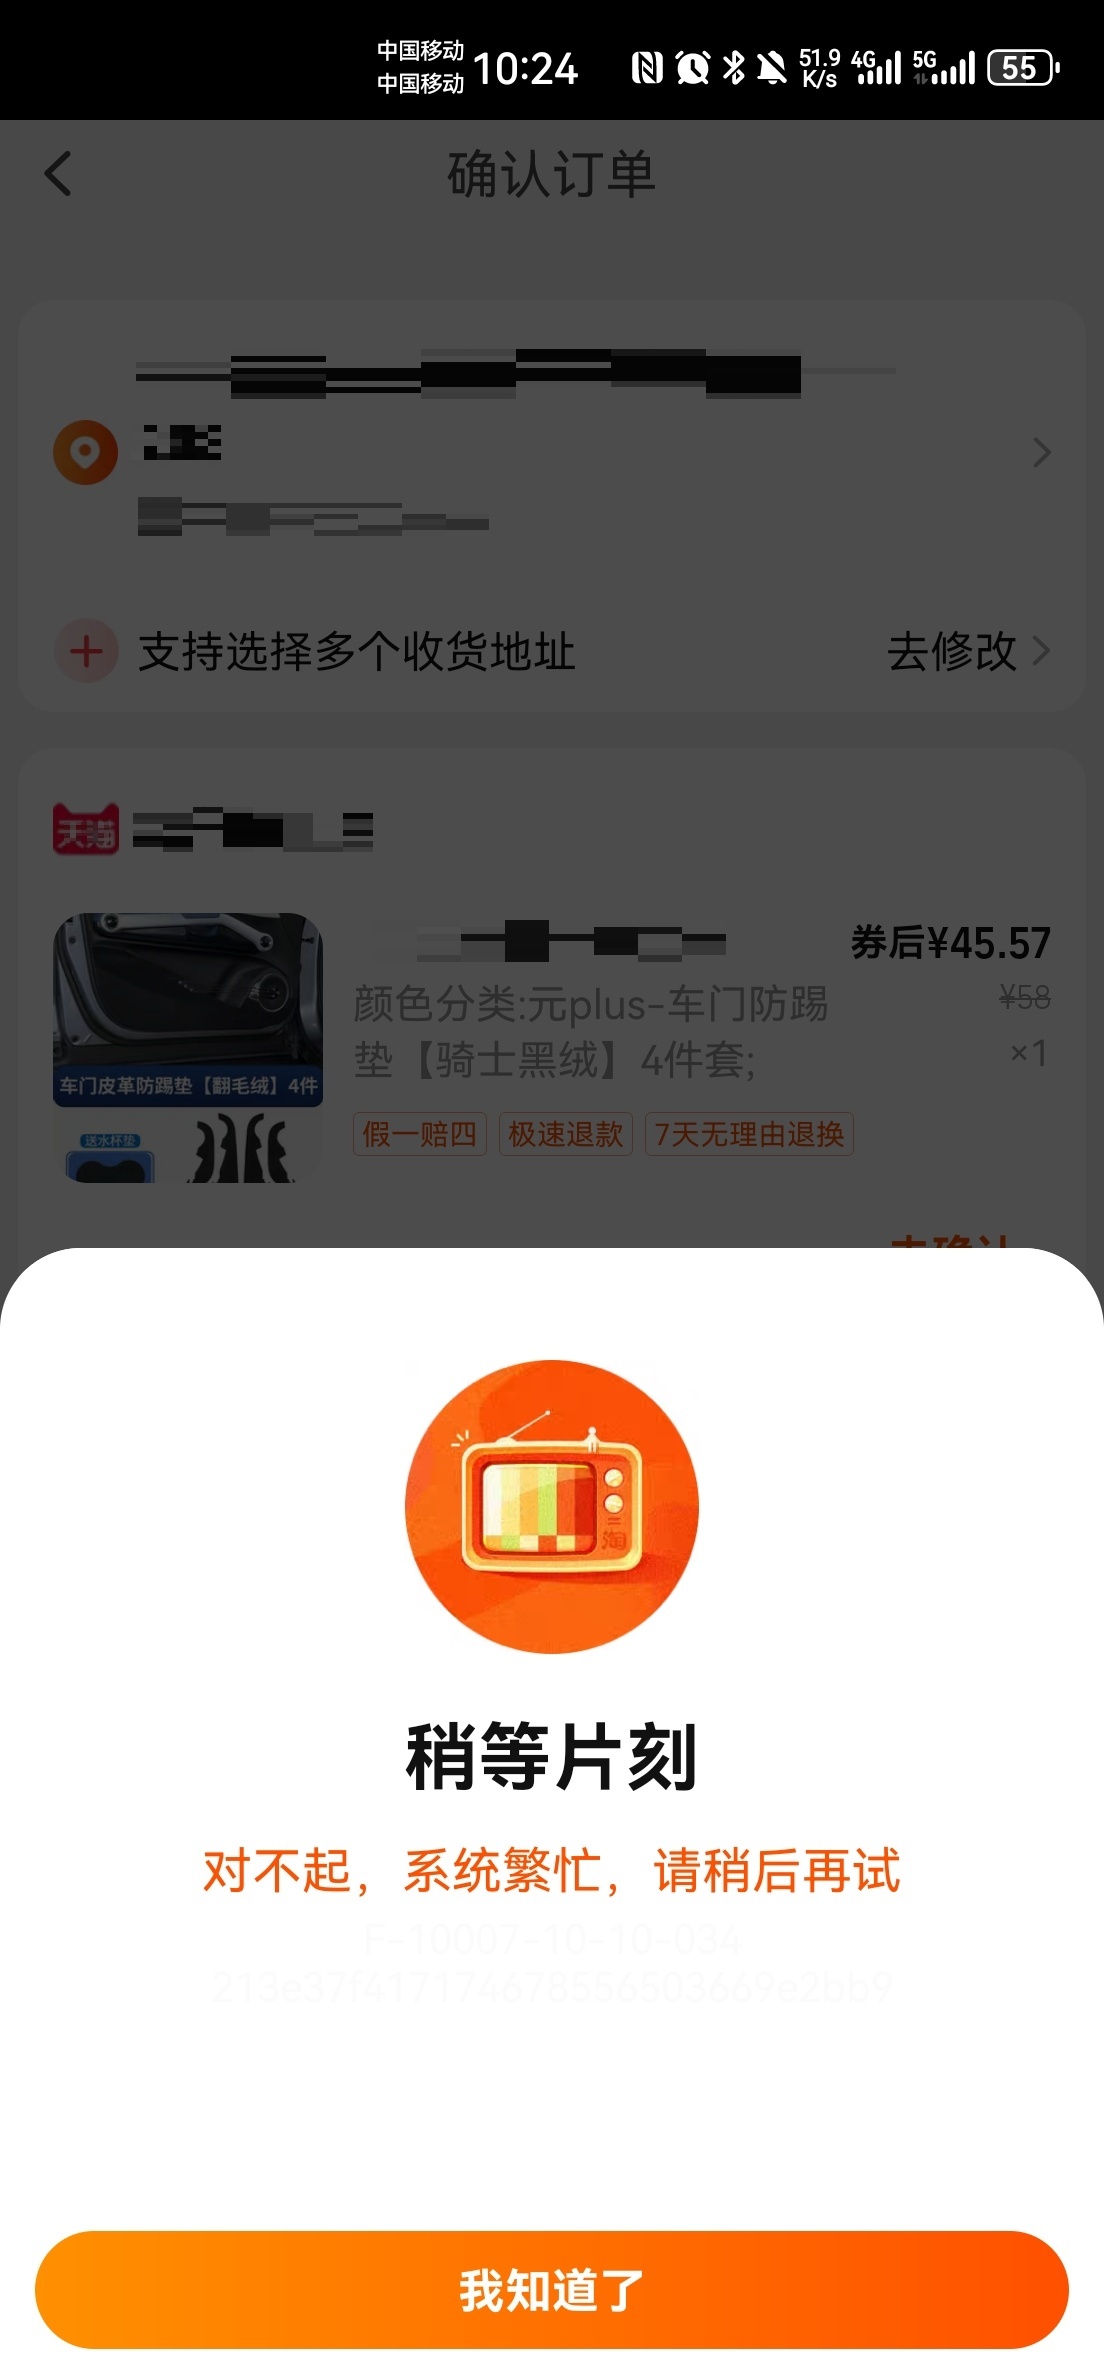 中国移动
中国移动
10:24
51.9
K/s
4G
5G
55
确认订单
支持选择多个收货地址
去修改
天猫
券后¥45.57
¥58
颜色分类:元plus-车门防踢
×1
垫【骑士黑绒】4件套;
车门皮革防踢垫【翻毛绒】4件
假一赔四
极速退款
7天无理由退换
送水杯垫
淘
稍等片刻
对不起，系统繁忙，请稍后再试
F-10007-10-10-034
213e37f417174678556503669e2bb9
我知道了